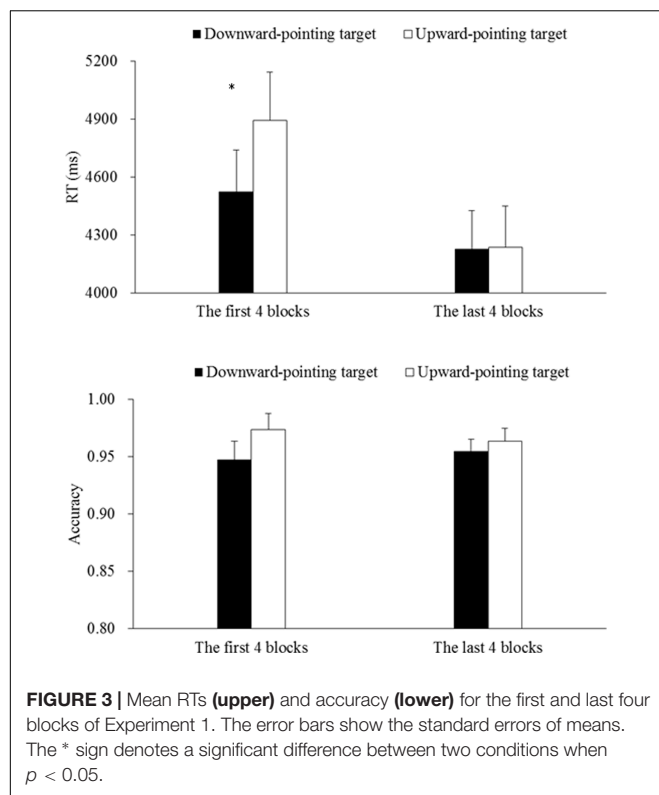 ■Downward-pointing target □Upward-pointing target
5200
4900
4600
4300
4000
RT (ms)
*
The first 4 blocks The last 4 blocks
■Downward-pointing target □Upward-pointing target
1.00
0.95
0.90
0.85
0.80
Accuracy
The first 4 blocks The last 4 blocks
FIGURE 3 | Mean RTs (upper) and accuracy (lower) for the first and last four
blocks of Experiment 1. The error bars show the standard errors of means.
The * sign denotes a significant difference between two conditions when
p < 0.05.